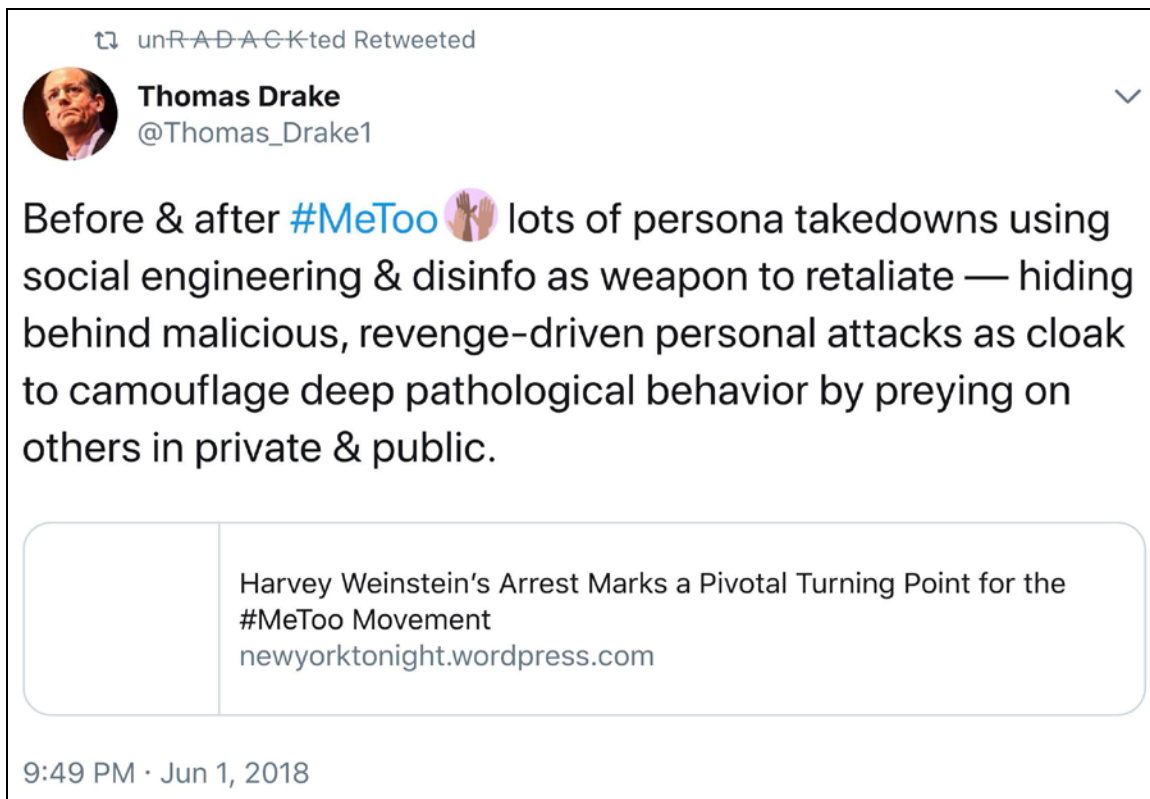 unRADACKted Retweeted
Thomas Drake
@Thomas_Drake1
Before & after #MeToo lots of persona takedowns using
social engineering & disinfo as weapon to retaliate — hiding
behind malicious, revenge-driven personal attacks as cloak
to camouflage deep pathological behavior by preying on
others in private & public.
Harvey Weinstein’s Arrest Marks a Pivotal Turning Point for the
#MeToo Movement
newyorktonight.wordpress.com
9:49 PM · Jun 1, 2018